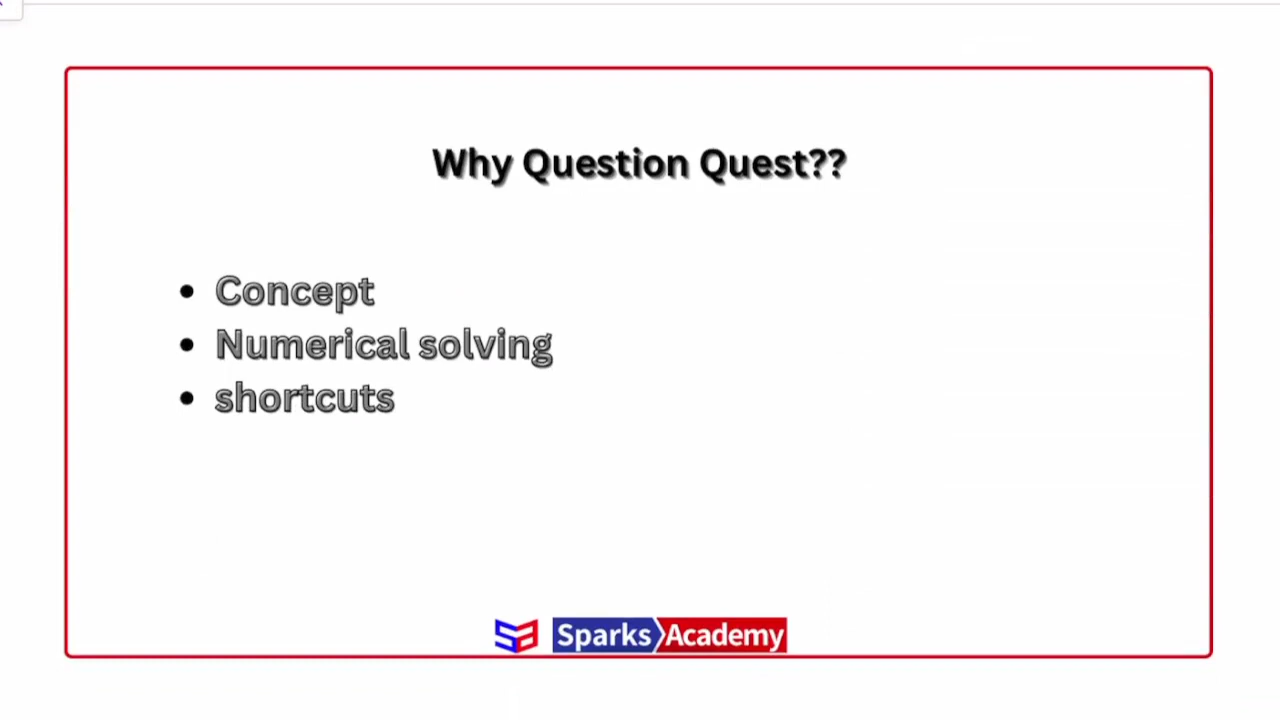 Why Question Quest??
Concept
Numerical solving
shortcuts
Sparks Academy